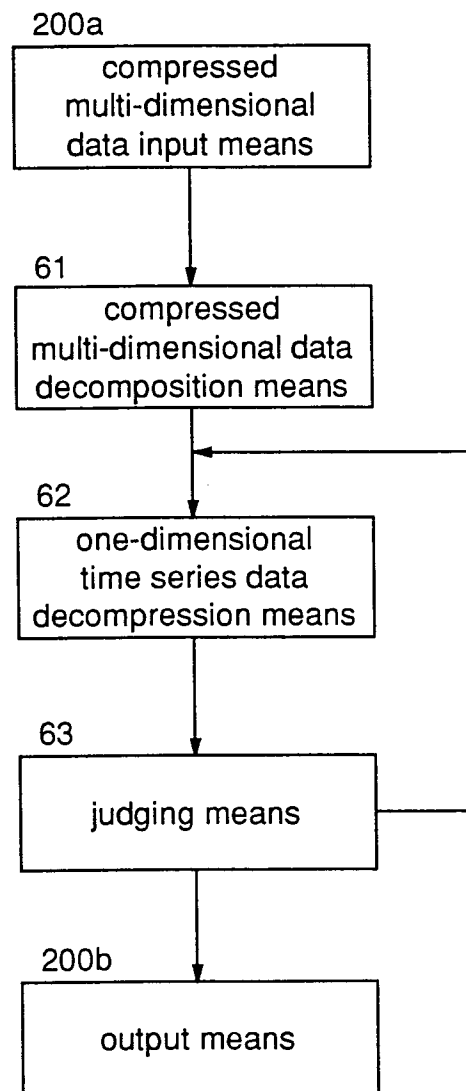 200a
compressed
multi-dimensional
data input means
61
compressed
multi-dimensional data
decomposition means
62
one-dimensional
time series data
decompression means
63
judging means
200b
output means